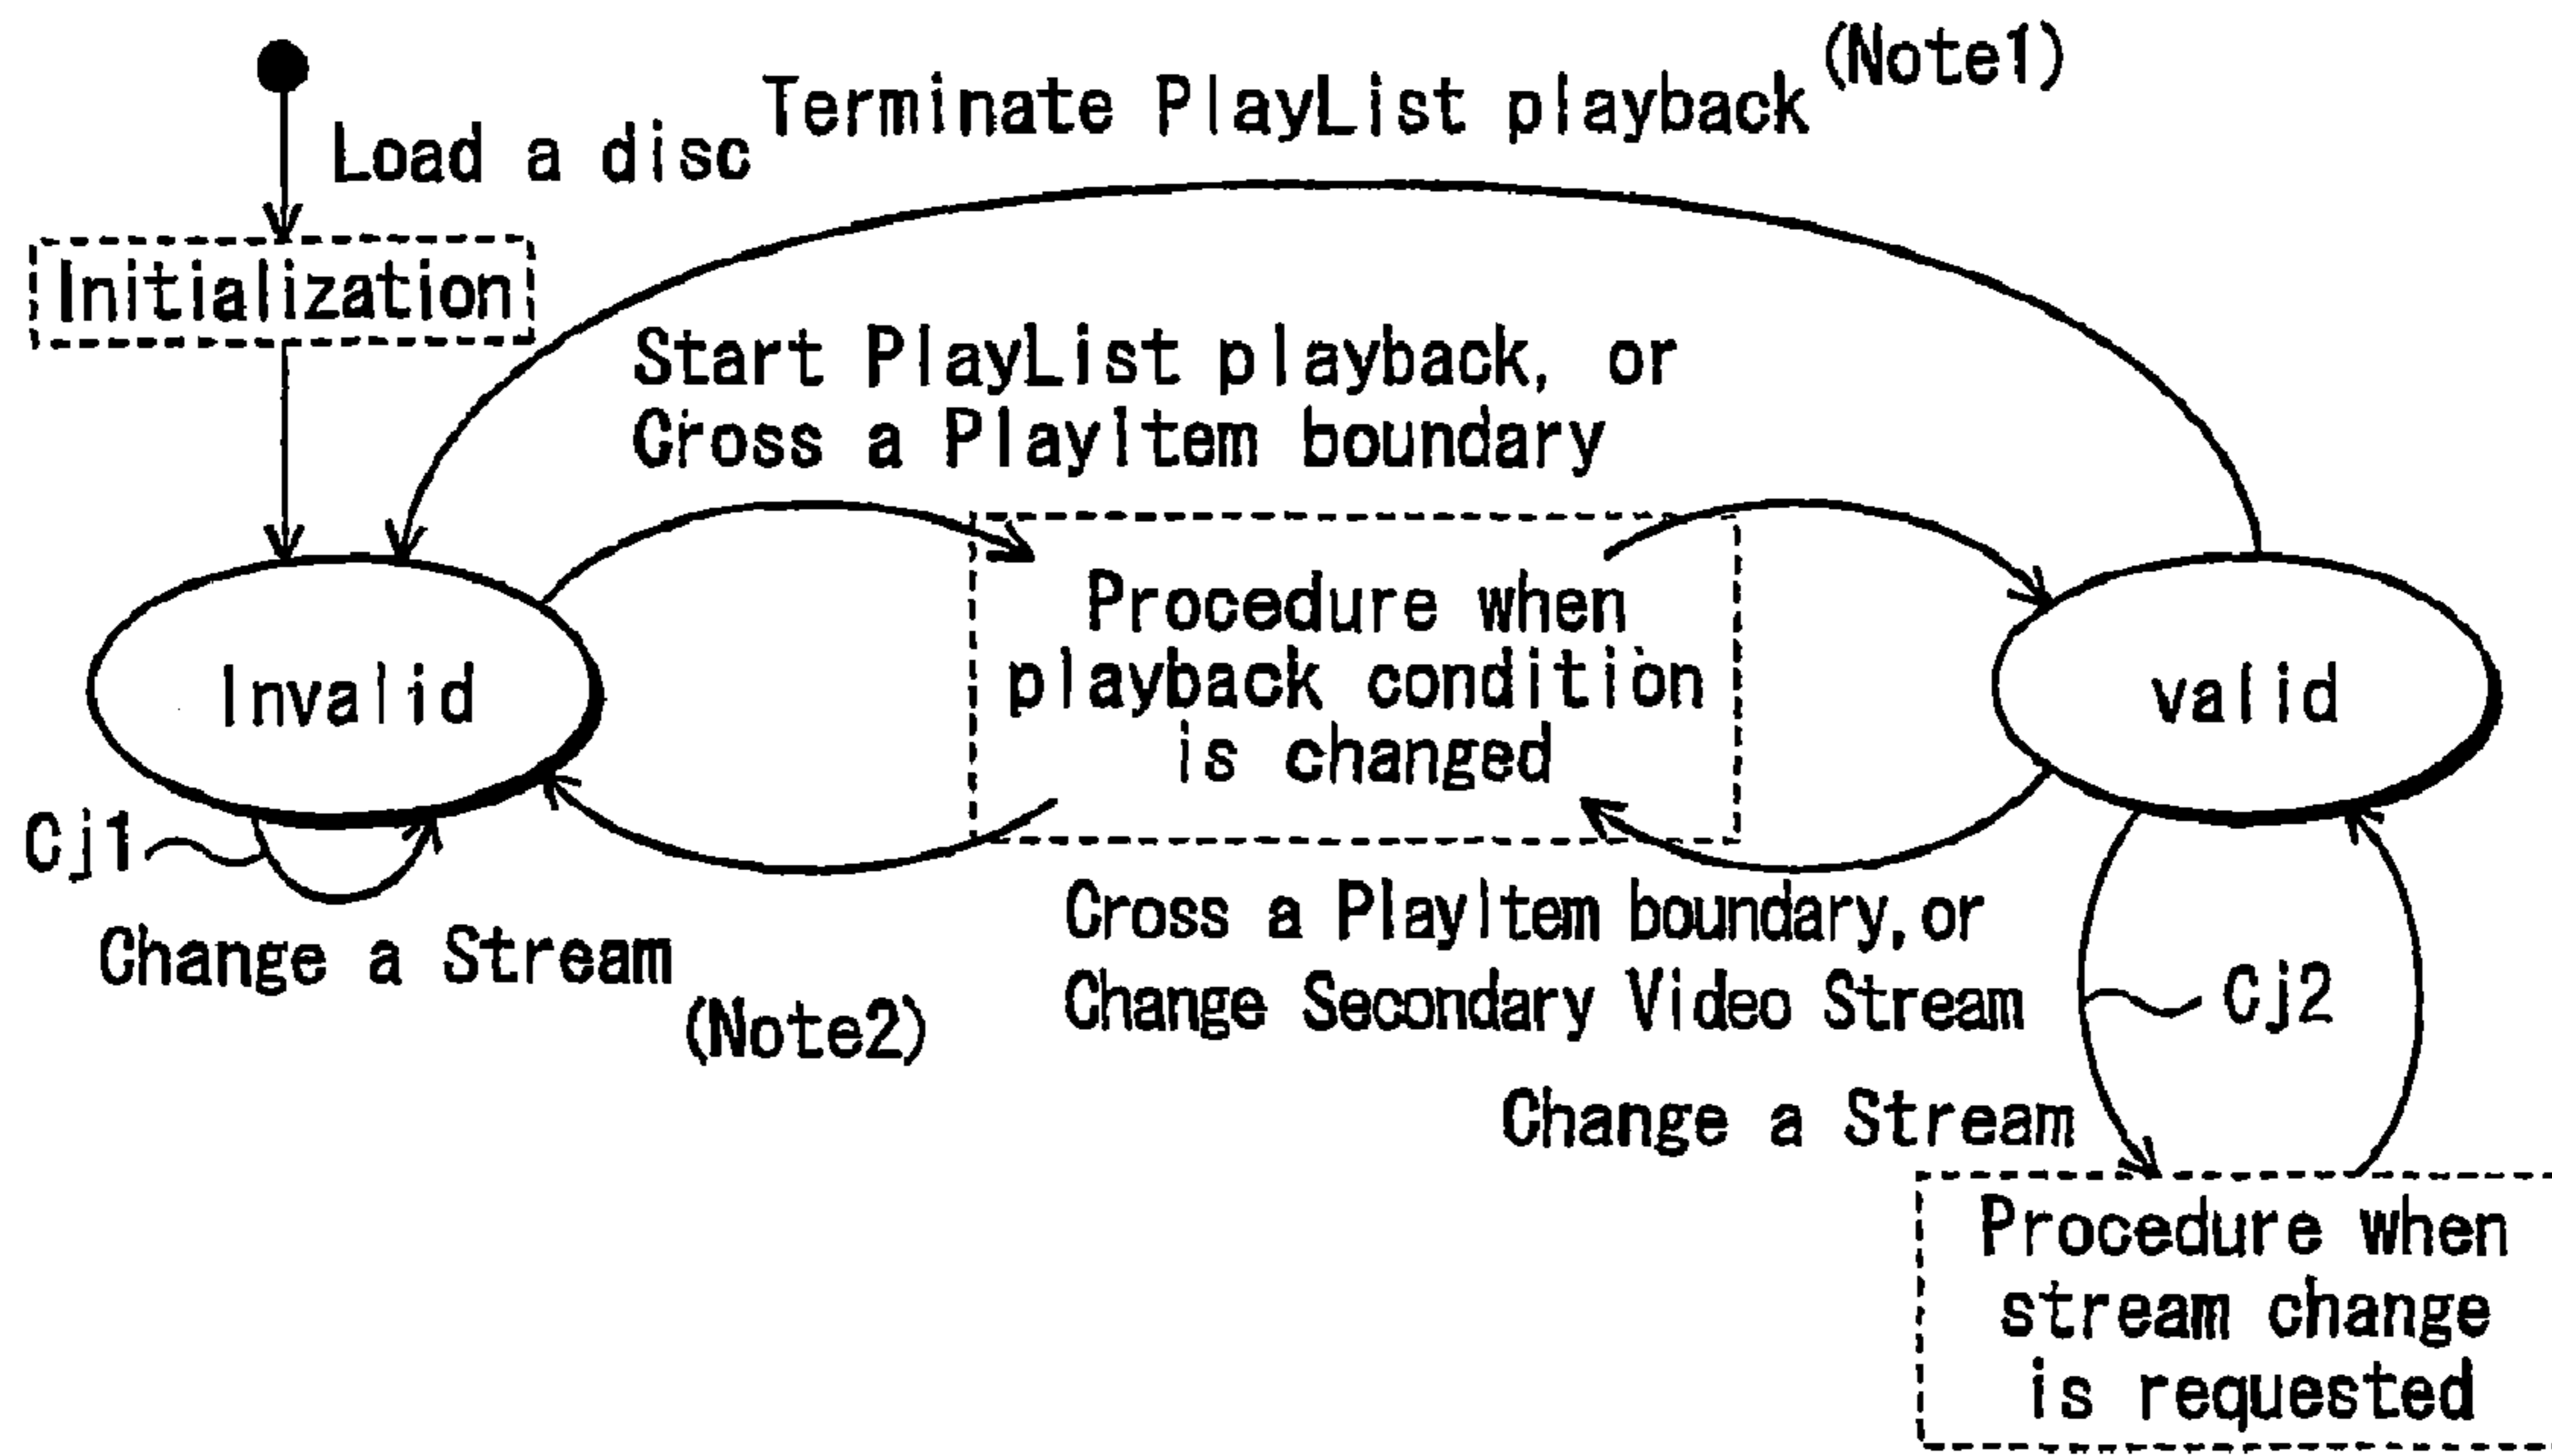 (Note1)
Terminate PlayList playback
Load a disc
Initialization
Start PlayList playback, or
Cross a PlayItem boundary
Procedure when
playback condition
is changed
Invalid
valid
Cj1
Change a Stream
(Note2)
Cross a PlayItem boundary, or
Change Secondary Video Stream
Cj2
Change a Stream
Procedure when
stream change
is requested